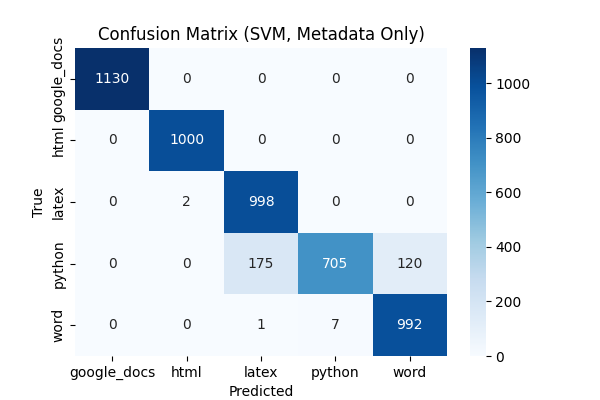 Confusion Matrix (SVM, Metadata Only)
google_docs 1130 0 0 0 0
html 0 1000 0 0 0
latex 0 2 998 0 0
python 0 0 175 705 120
word 0 0 1 7 992
True
google_docs html latex python word
Predicted
1000
800
600
400
200
0